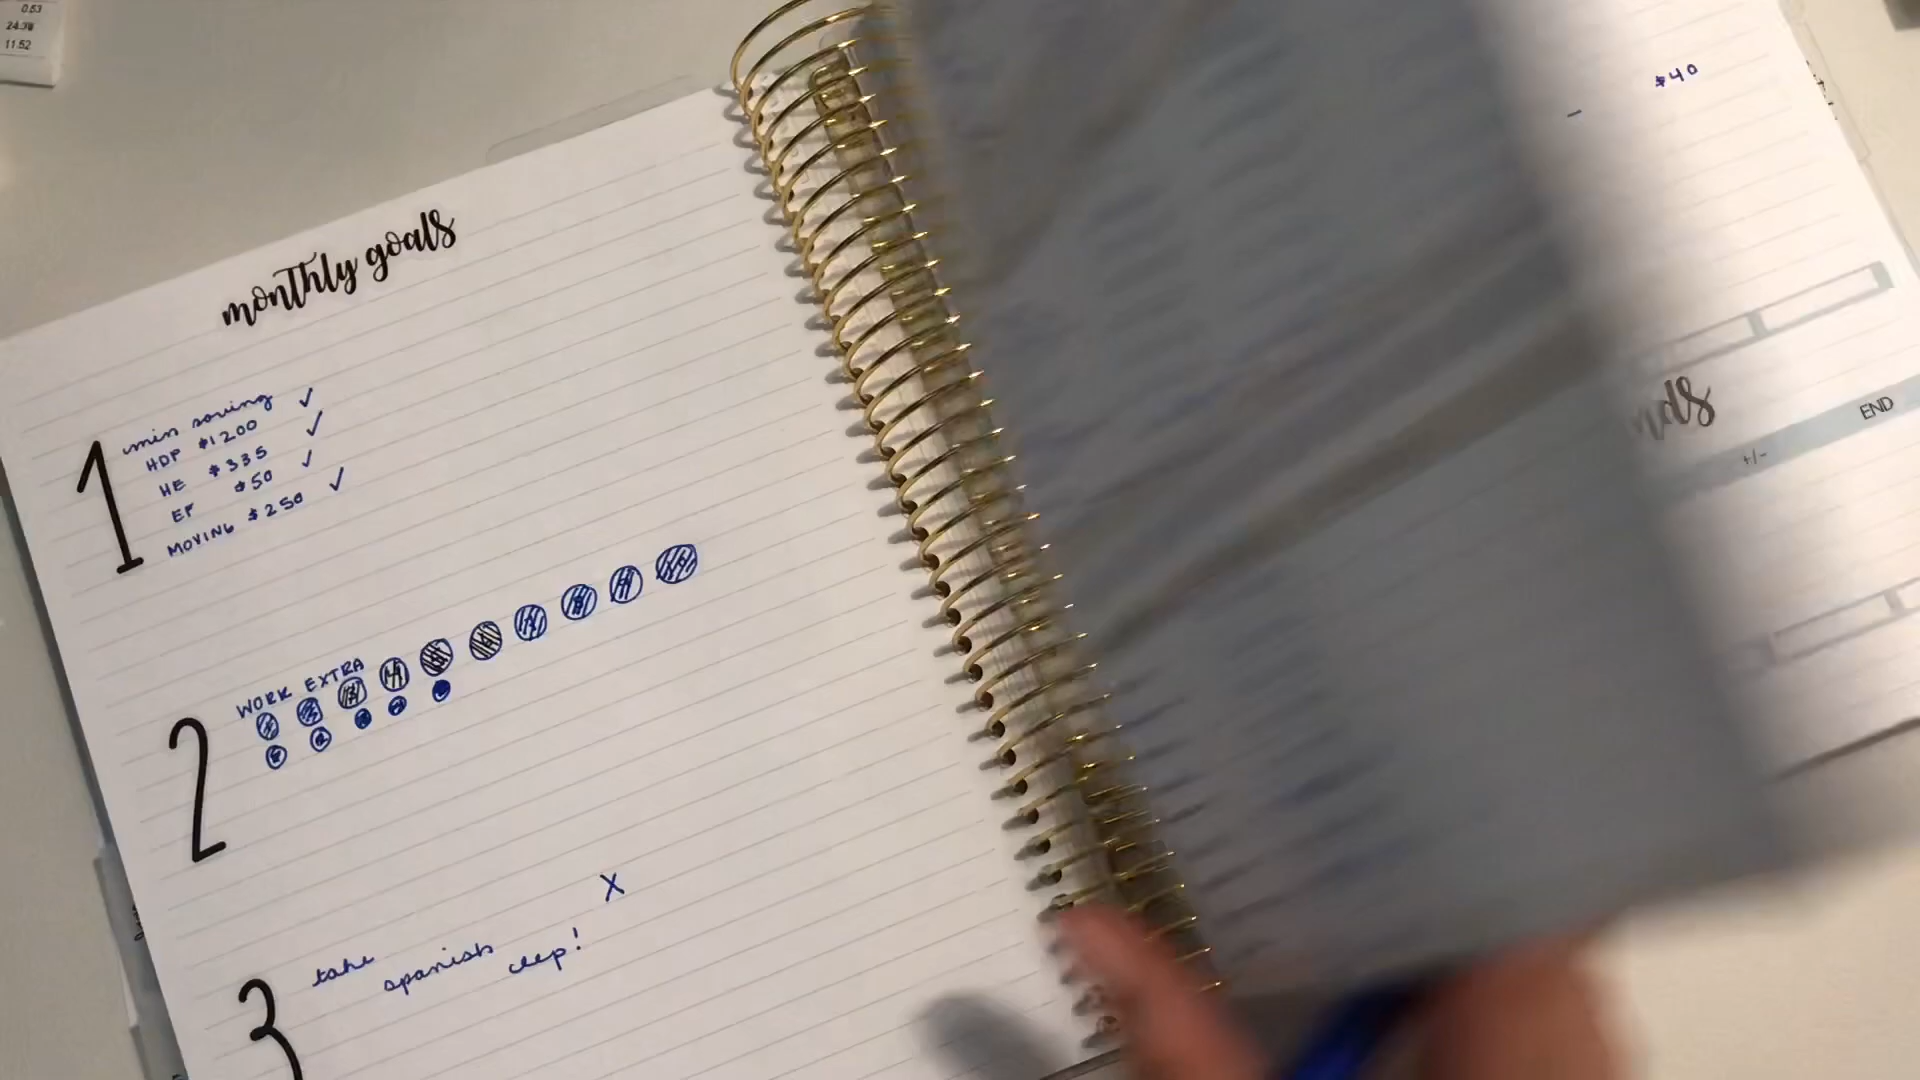 0.53
24.3%
11.52
monthly goals
1
min saving ✓
HDP $1200 ✓
HE $335 ✓
EF $50 ✓
MOVING $250
2
WORK EXTRA
3
X
take spanish clep!
$40
-
END
+/-